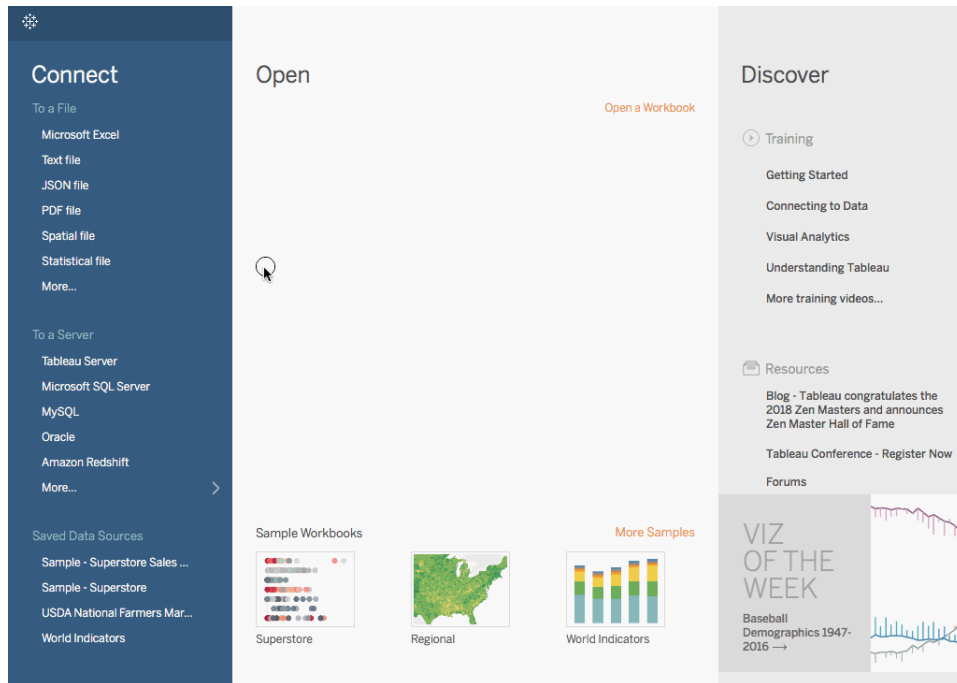 Connect
To a File
Microsoft Excel
Text file
JSON file
PDF file
Spatial file
Statistical file
More...
To a Server
Tableau Server
Microsoft SQL Server
MySQL
Oracle
Amazon Redshift
More...
Saved Data Sources
Sample - Superstore Sales ...
Sample - Superstore
USDA National Farmers Mar...
World Indicators
Open
Open a Workbook
Sample Workbooks
More Samples
Superstore
Regional
World Indicators
Discover
Training
Getting Started
Connecting to Data
Visual Analytics
Understanding Tableau
More training videos...
Resources
Blog - Tableau congratulates the
2018 Zen Masters and announces
Zen Master Hall of Fame
Tableau Conference - Register Now
Forums
VIZ
OF THE
WEEK
Baseball
Demographics 1947-
2016 →